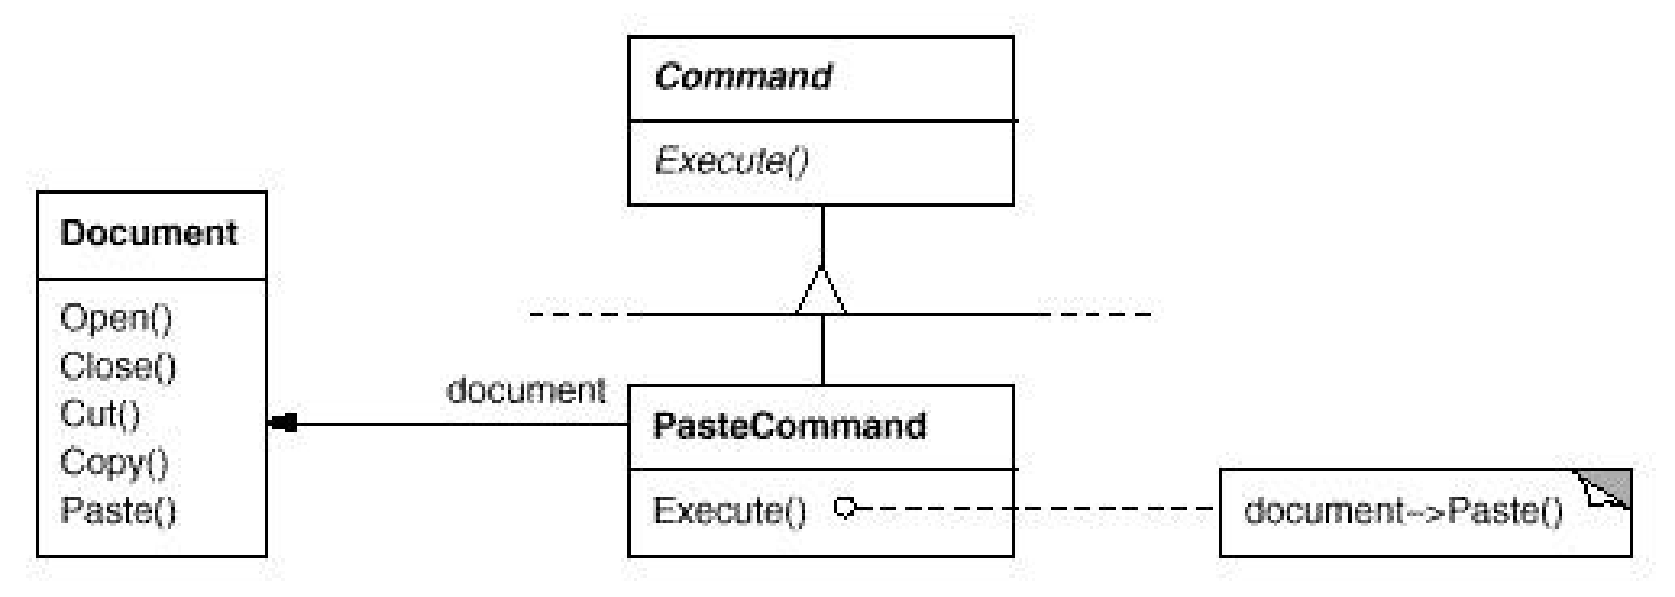 Command
Execute()
Document
Open()
Close()
Cut()
Copy()
Paste()
document
PasteCommand
Execute()
document->Paste()